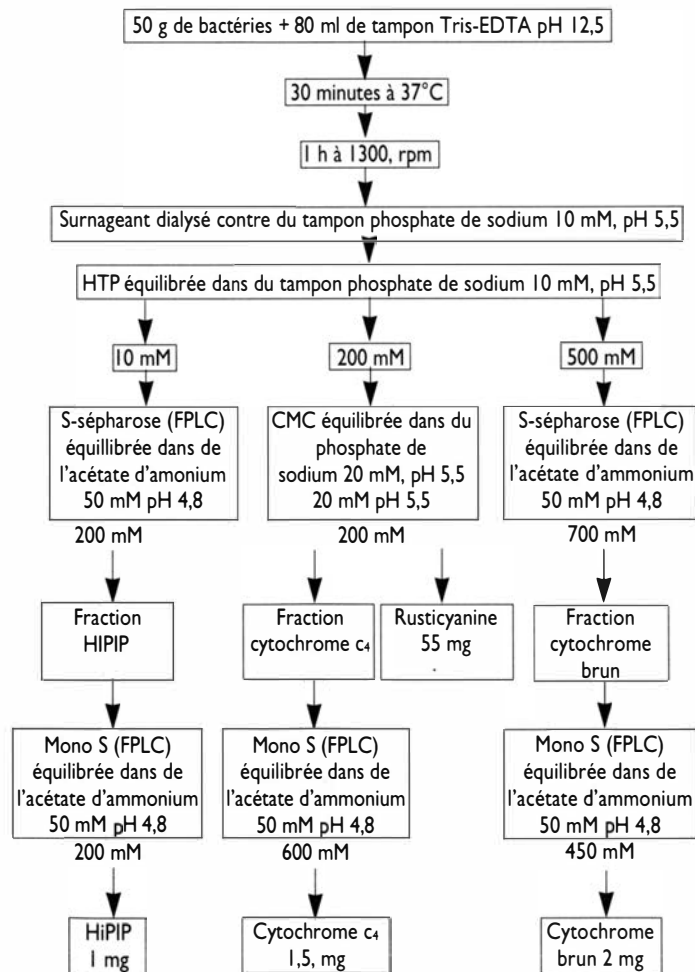 50 g de bactéries + 80 ml de tampon Tris-EDTA pH 12,5
30 minutes à 37°C
1 h à 1300, rpm
Surnageant dialysé contre du tampon phosphate de sodium 10 mM, pH 5,5
HTP équilibrée dans du tampon phosphate de sodium 10 mM, pH 5,5
10 mM
200 mM
500 mM
S-sépharose (FPLC)
équillibrée dans de
l'acétate d'amonium
50 mM pH 4,8
200 mM
CMC équilibrée dans du
phosphate de
sodium 20 mM, pH 5,5
20 mM pH 5,5
200 mM
S-sépharose (FPLC)
équilibrée dans de
l'acétate d'ammonium
50 mM pH 4,8
700 mM
Fraction
HIPIP
Fraction
cytochrome c₄
Rusticyanine
55 mg
Fraction
cytochrome
brun
Mono S (FPLC)
équilibrée dans de
l'acétate d'ammonium
50 mM pH 4,8
200 mM
Mono S (FPLC)
équilibrée dans de
l'acétate d'ammonium
50 mM pH 4,8
600 mM
Mono S (FPLC)
équilibrée dans de
l'acétate d'ammonium
50 mM pH 4,8
450 mM
HiPIP
1 mg
Cytochrome c₄
1,5, mg
Cytochrome
brun 2 mg